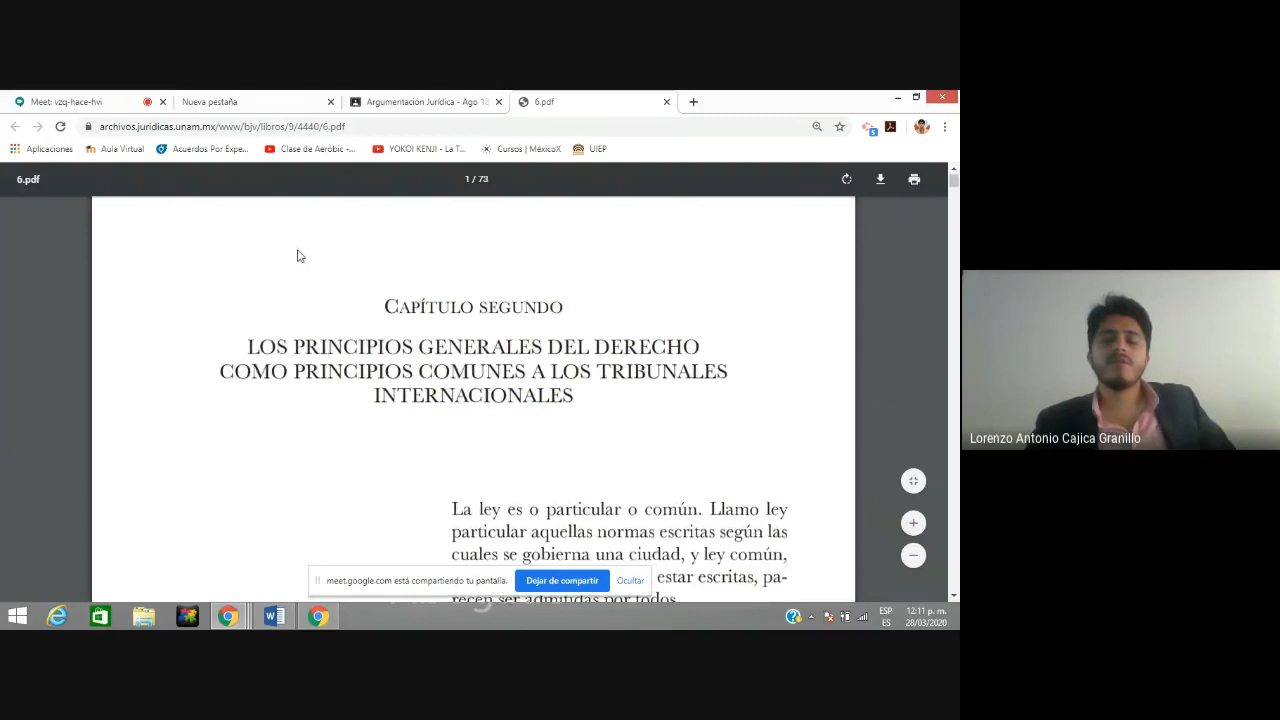 Meet: vzq-hace-hvi
Nueva pestaña
Argumentación Jurídica - Ago 18
6.pdf
archivos.juridicas.unam.mx/www/bjv/libros/9/4440/6.pdf
Aplicaciones
Aula Virtual
Acuerdos Por Expe...
Clase de Aeróbic -...
YOKOI KENJI - La T...
Cursos | MéxicoX
UIEP
6.pdf
1 / 73
CAPÍTULO SEGUNDO
LOS PRINCIPIOS GENERALES DEL DERECHO
COMO PRINCIPIOS COMUNES A LOS TRIBUNALES
INTERNACIONALES
La ley es o particular o común. Llamo ley
particular aquellas normas escritas según las
cuales se gobierna una ciudad, y ley común,
estar escritas, pa-
recen ser admitidas por todos.
meet.google.com está compartiendo tu pantalla.
Dejar de compartir
Ocultar
Lorenzo Antonio Cajica Granillo
ESP
ES
12:11 p. m.
28/03/2020